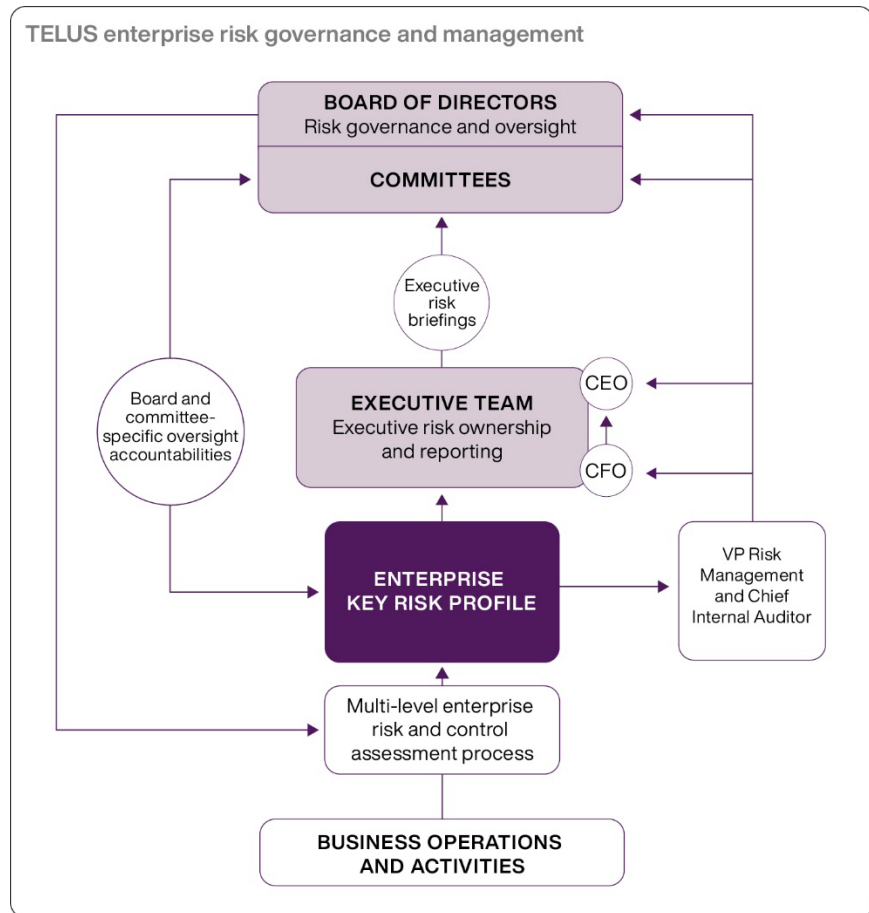 TELUS enterprise risk governance and management
BOARD OF DIRECTORS
Risk governance and oversight
COMMITTEES
Executive
risk
briefings
CEO
EXECUTIVE TEAM
Executive risk ownership
and reporting
CFO
Board and
committee-
specific oversight
accountabilities
ENTERPRISE
KEY RISK PROFILE
VP Risk
Management
and Chief
Internal Auditor
Multi-level enterprise
risk and control
assessment process
BUSINESS OPERATIONS
AND ACTIVITIES